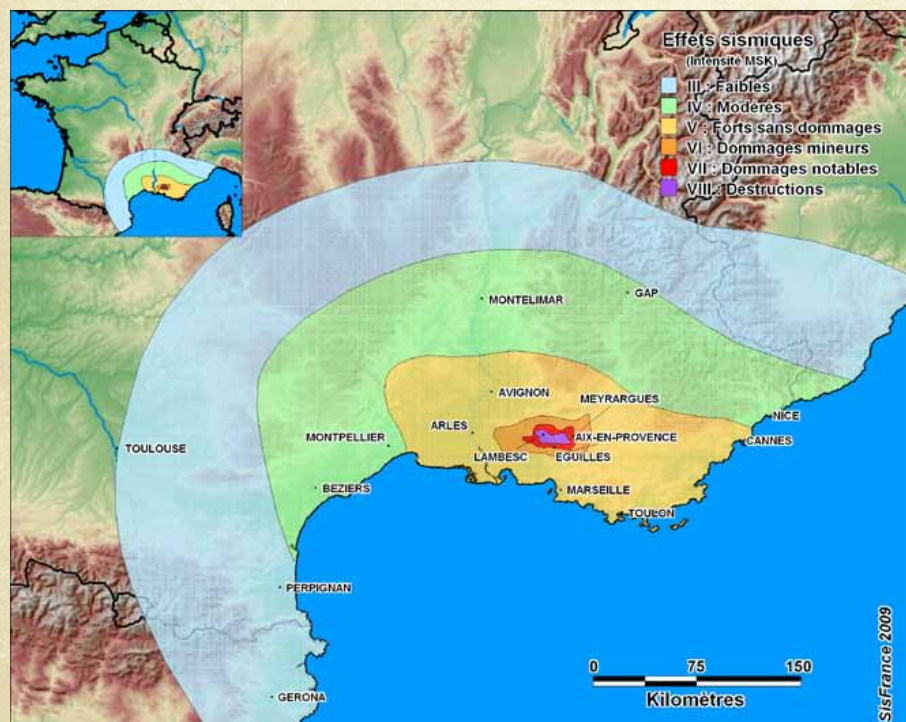 Effets sismiques
(Intensité MSK)
III : Faibles
IV : Modérés
V : Forts sans dommages
VI : Dommages mineurs
VII : Dommages notables
VIII : Destructions
GAP
MONTELIMAR
AVIGNON
MEYRARGUES
NICE
ARLES
AIX-EN-PROVENCE
CANNES
MONTPELLIER
TOULOUSE
LAMBESC
EGUILLES
BEZIERS
MARSEILLE
TOULON
PERPIGNAN
GERONA
0 75 150
Kilomètres
SisFrance 2009